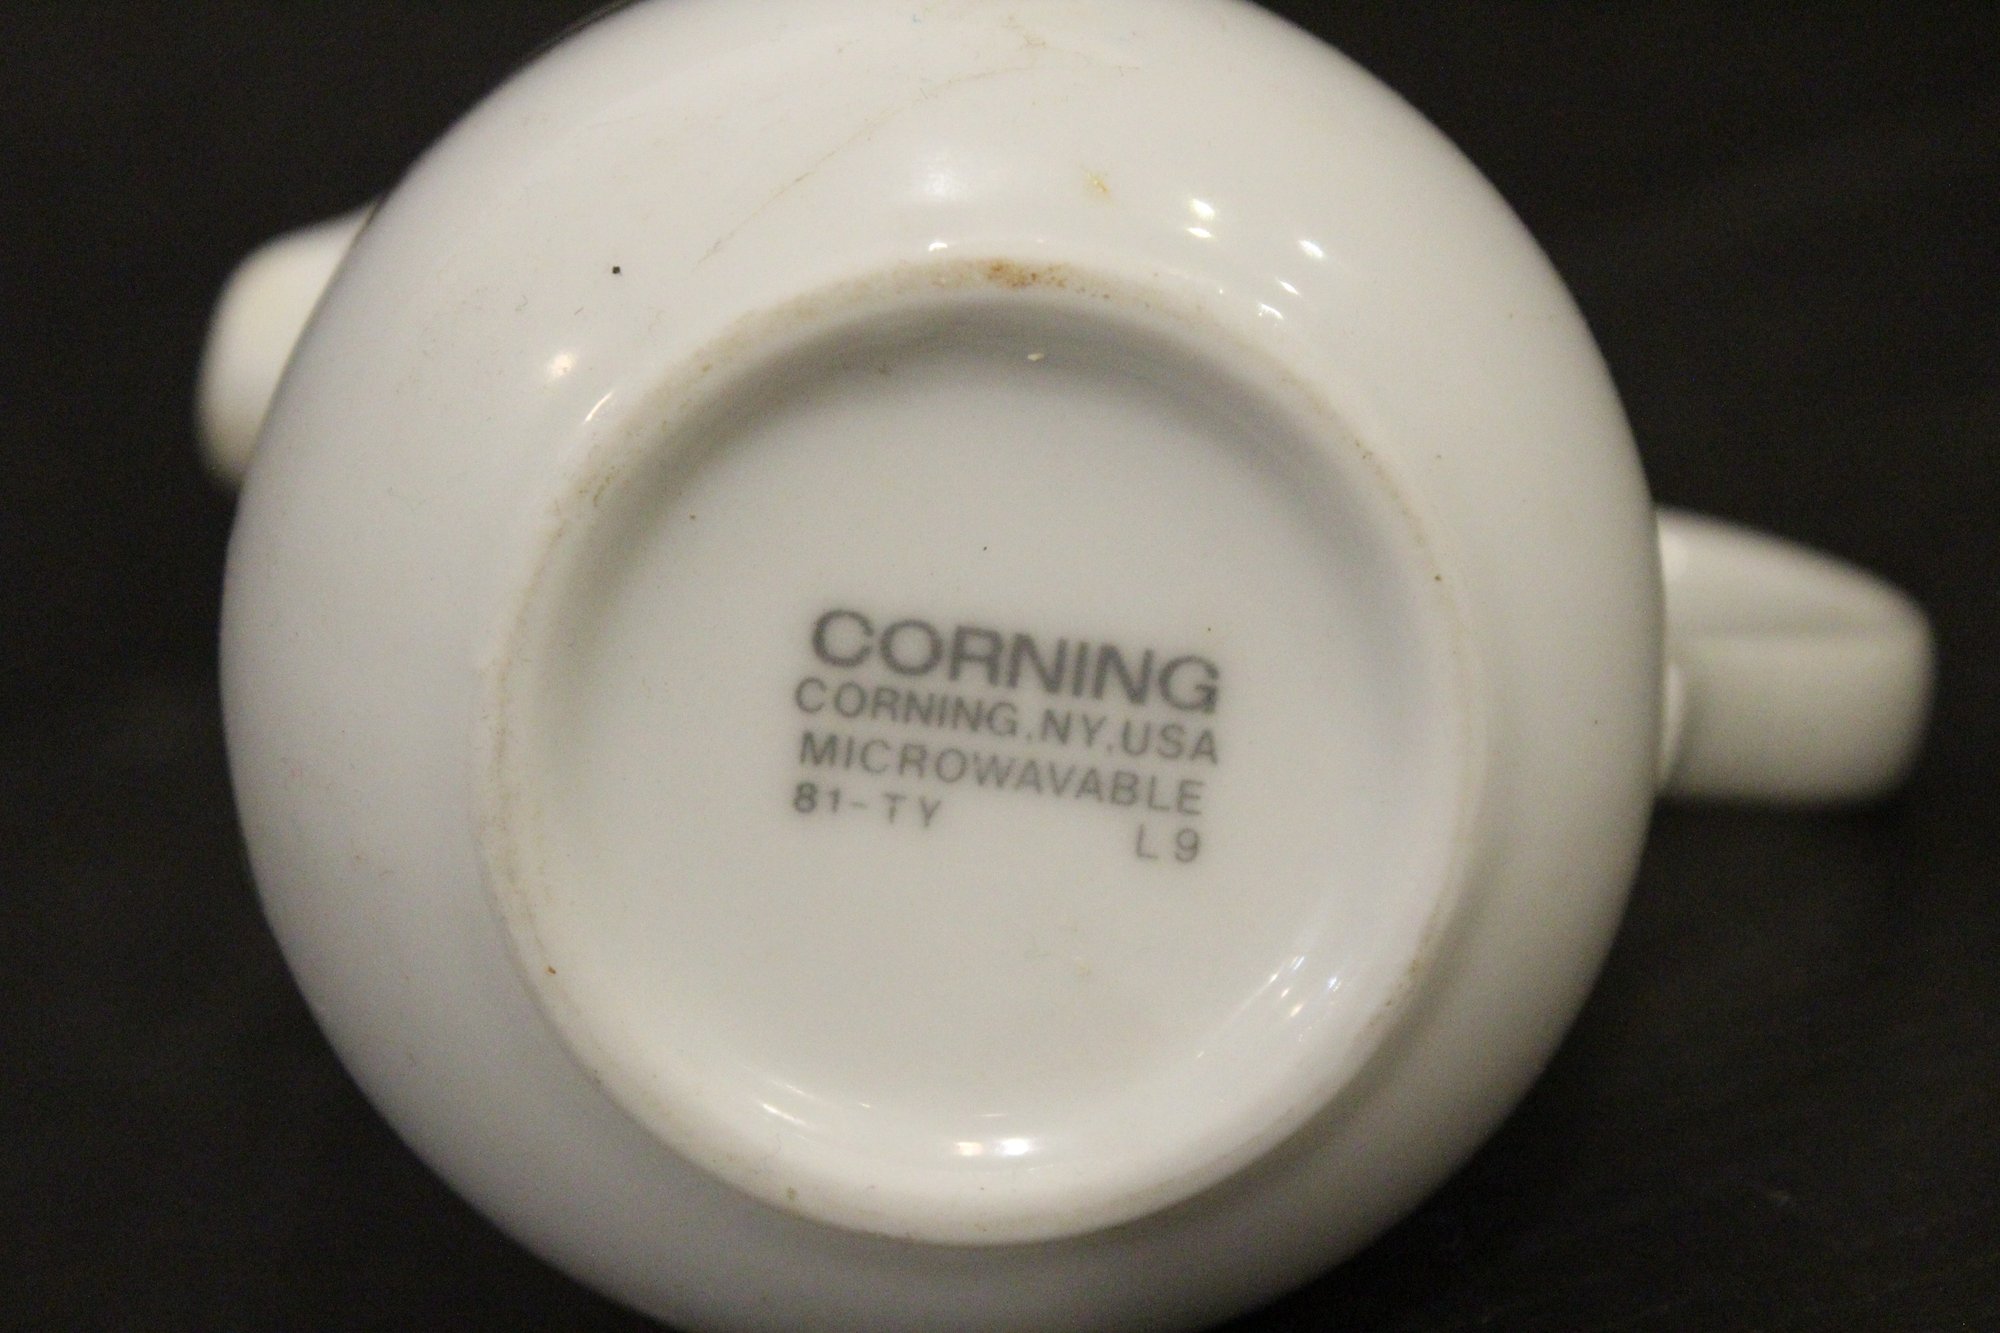 CORNING
CORNING, NY, USA
MICROWAVABLE
81-TY L9